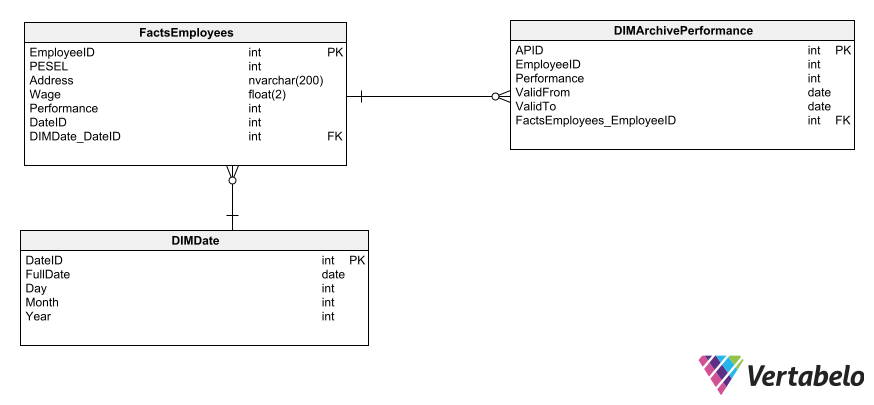 FactsEmployees
EmployeeID int PK
PESEL int
Address nvarchar(200)
Wage float(2)
Performance int
DateID int
DIMDate_DateID int FK
DIMArchivePerformance
APID int PK
EmployeeID int
Performance int
ValidFrom date
ValidTo date
FactsEmployees_EmployeeID int FK
DIMDate
DateID int PK
FullDate date
Day int
Month int
Year int
Vertabelo